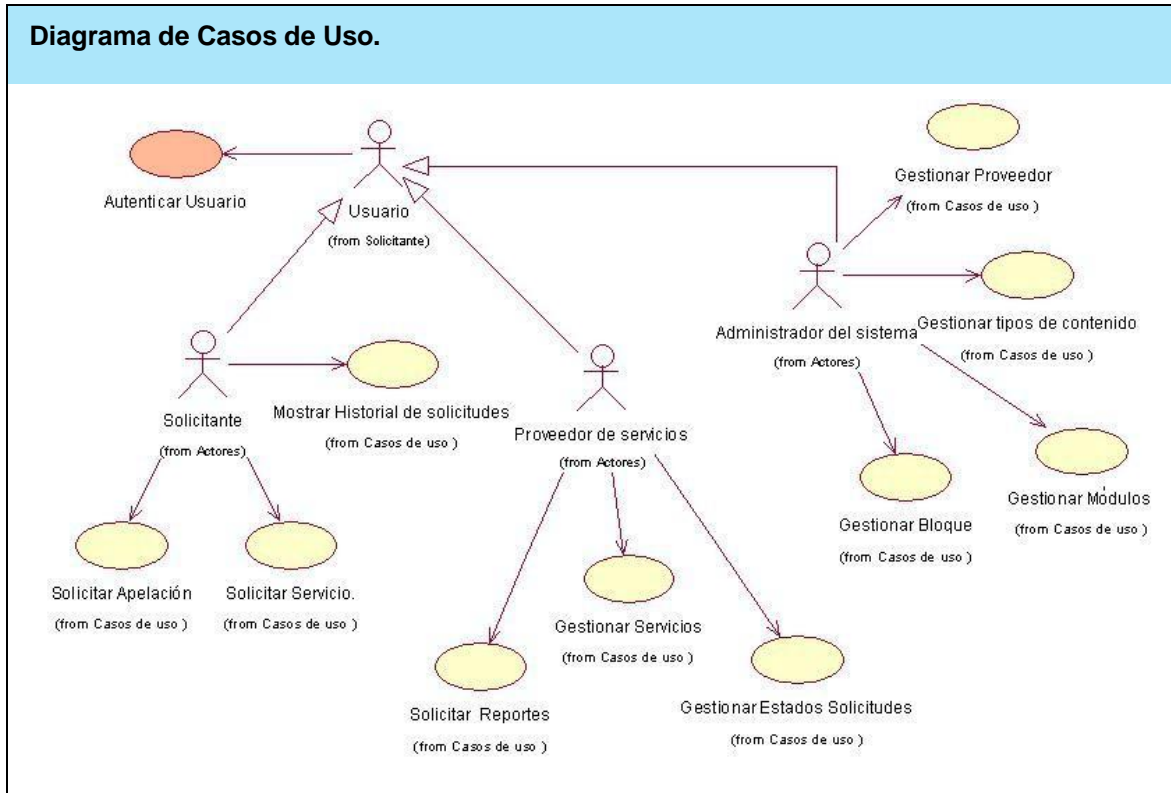 Diagrama de Casos de Uso.
Gestionar Proveedor
(from Casos de uso )
Autenticar Usuario
Usuario
(from Solicitante)
Administrador del sistema
(from Actores)
Gestionar tipos de contenido
(from Casos de uso )
Solicitante
(from Actores)
Mostrar Historial de solicitudes
(from Casos de uso )
Proveedor de servicios
(from Actores)
Gestionar Bloque
(from Casos de uso )
Gestionar Módulos
(from Casos de uso )
Solicitar Apelación
(from Casos de uso )
Solicitar Servicio.
(from Casos de uso )
Gestionar Servicios
(from Casos de uso )
Solicitar Reportes
(from Casos de uso )
Gestionar Estados Solicitudes
(from Casos de uso )